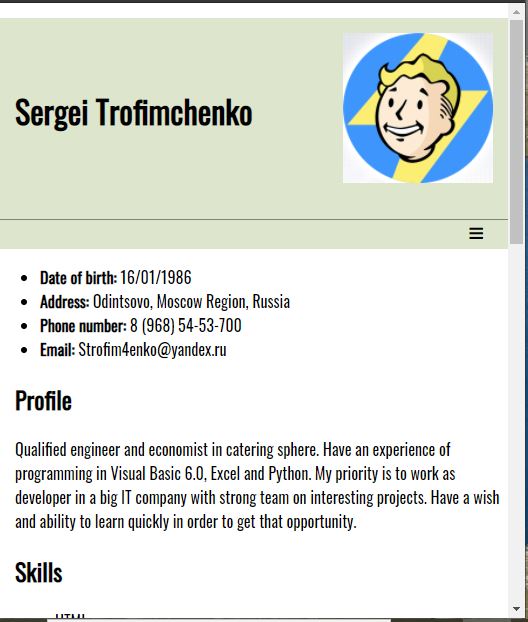 Sergei Trofimchenko
Date of birth: 16/01/1986
Address: Odintsovo, Moscow Region, Russia
Phone number: 8 (968) 54-53-700
Email: Strofim4enko@yandex.ru
Profile
Qualified engineer and economist in catering sphere. Have an experience of
programming in Visual Basic 6.0, Excel and Python. My priority is to work as
developer in a big IT company with strong team on interesting projects. Have a wish
and ability to learn quickly in order to get that opportunity.
Skills
HTML